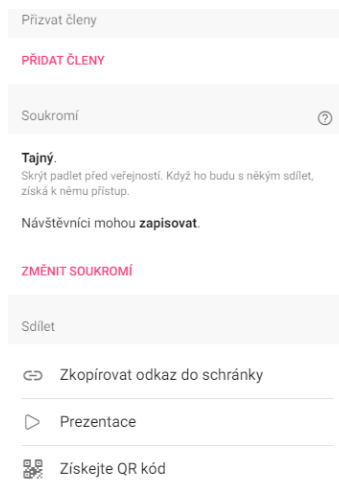 Přizvat členy
PŘIDAT ČLENY
Soukromí
Tajný.
Skrýt padlet před veřejností. Když ho budu s někým sdílet,
získá k němu přístup.
Návštěvníci mohou zapisovat.
ZMĚNIT SOUKROMÍ
Sdílet
Zkopírovat odkaz do schránky
Prezentace
Získejte QR kód